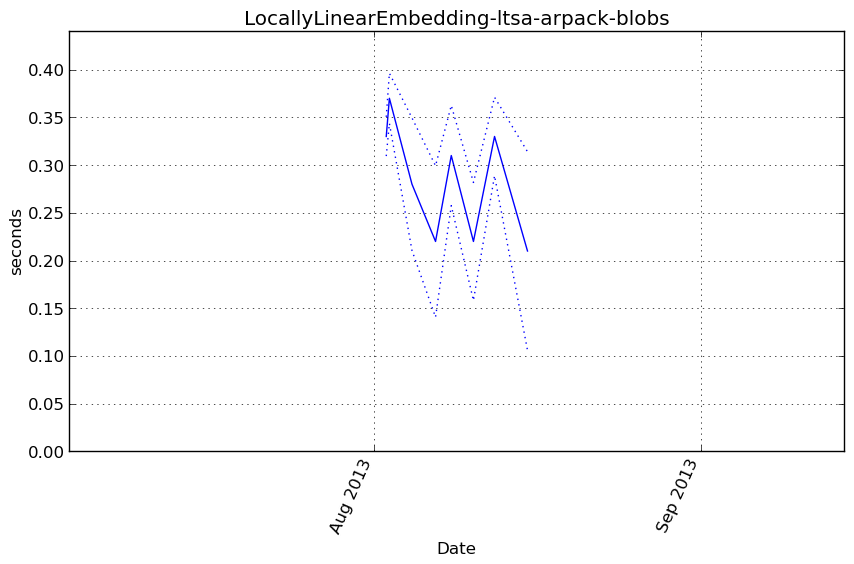 LocallyLinearEmbedding-ltsa-arpack-blobs
0.40
0.35
0.30
0.25
0.20
0.15
0.10
0.05
0.00
seconds
Aug 2013
Sep 2013
Date